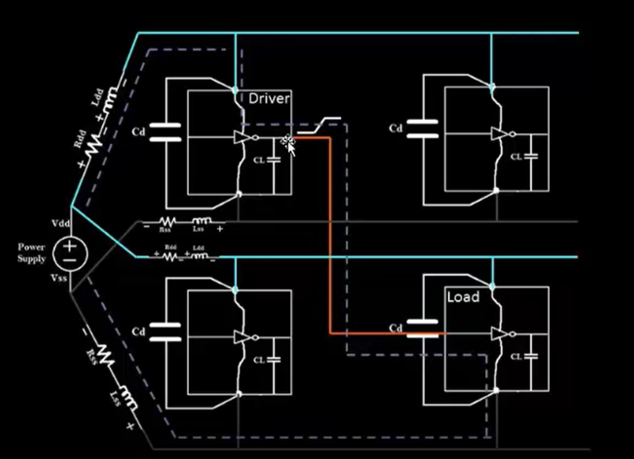 Ldd
Rdd
+
+
Driver
Cd
CL
Cd
CL
Vdd
+
-
Power
Supply
Vss
- Rss Lss +
Rdd Ldd
+ - + -
Rss
Lss
+
Cd
CL
Load
Cd
CL